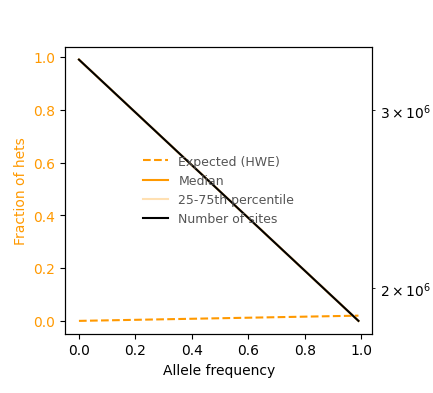 1.0
0.8
0.6
0.4
0.2
0.0
Fraction of hets
3 × 10⁶
2 × 10⁶
Expected (HWE)
Median
25-75th percentile
Number of sites
0.0 0.2 0.4 0.6 0.8 1.0
Allele frequency